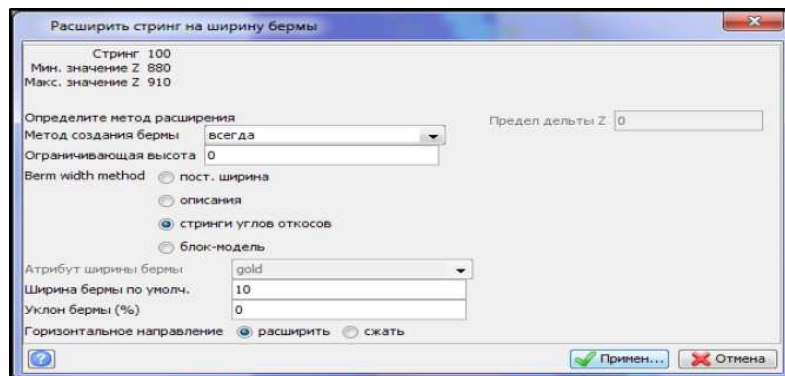 Расширить стринг на ширину бермы
Стринг 100
Мин. значение Z 880
Макс. значение Z 910
Определите метод расширения
Предел дельты Z 0
Метод создания бермы всегда
Ограничивающая высота 0
Berm width method пост. ширина
описания
стринги углов откосов
блок-модель
Атрибут ширины бермы gold
Ширина бермы по умолч. 10
Уклон бермы (%) 0
Горизонтальное направление расширить сжать
? Примен... Отмена